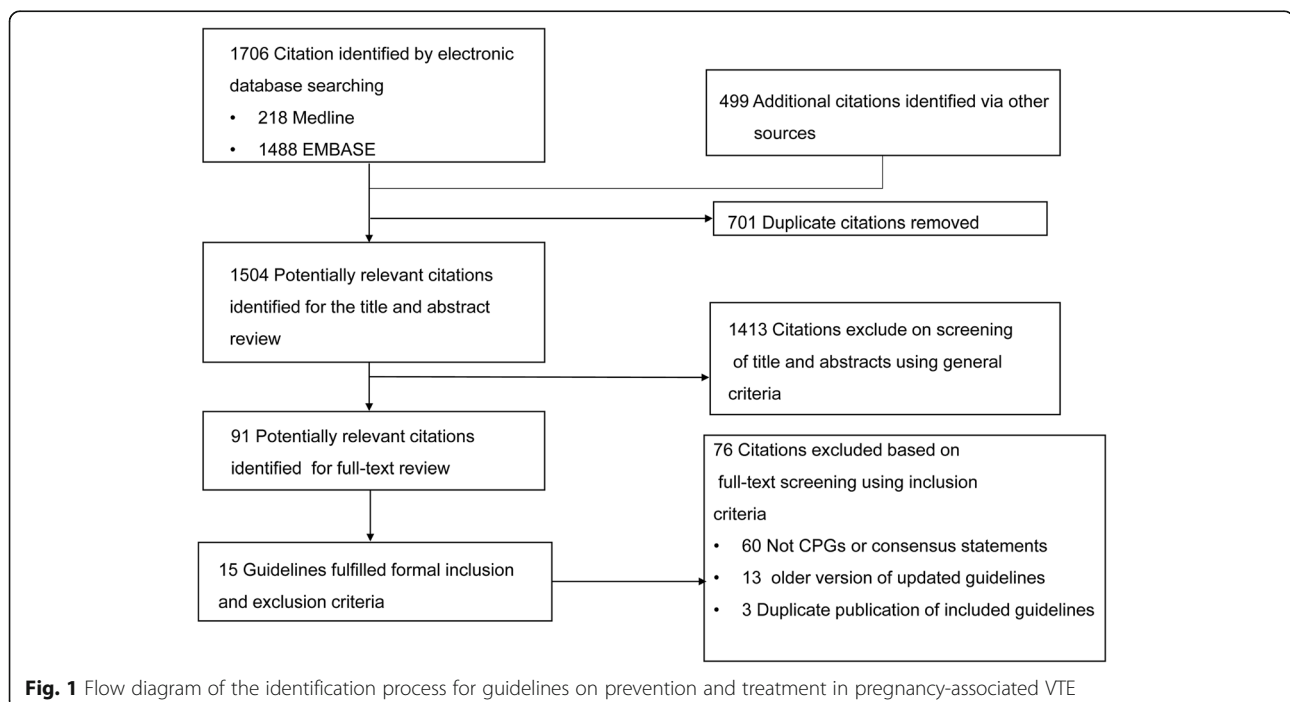 1706 Citation identified by electronic
database searching
• 218 Medline
• 1488 EMBASE
499 Additional citations identified via other
sources
701 Duplicate citations removed
1504 Potentially relevant citations
identified for the title and abstract
review
1413 Citations exclude on screening
of title and abstracts using general
criteria
91 Potentially relevant citations
identified for full-text review
76 Citations excluded based on
full-text screening using inclusion
criteria
• 60 Not CPGs or consensus statements
• 13 older version of updated guidelines
• 3 Duplicate publication of included guidelines
15 Guidelines fulfilled formal inclusion
and exclusion criteria
Fig. 1 Flow diagram of the identification process for guidelines on prevention and treatment in pregnancy-associated VTE